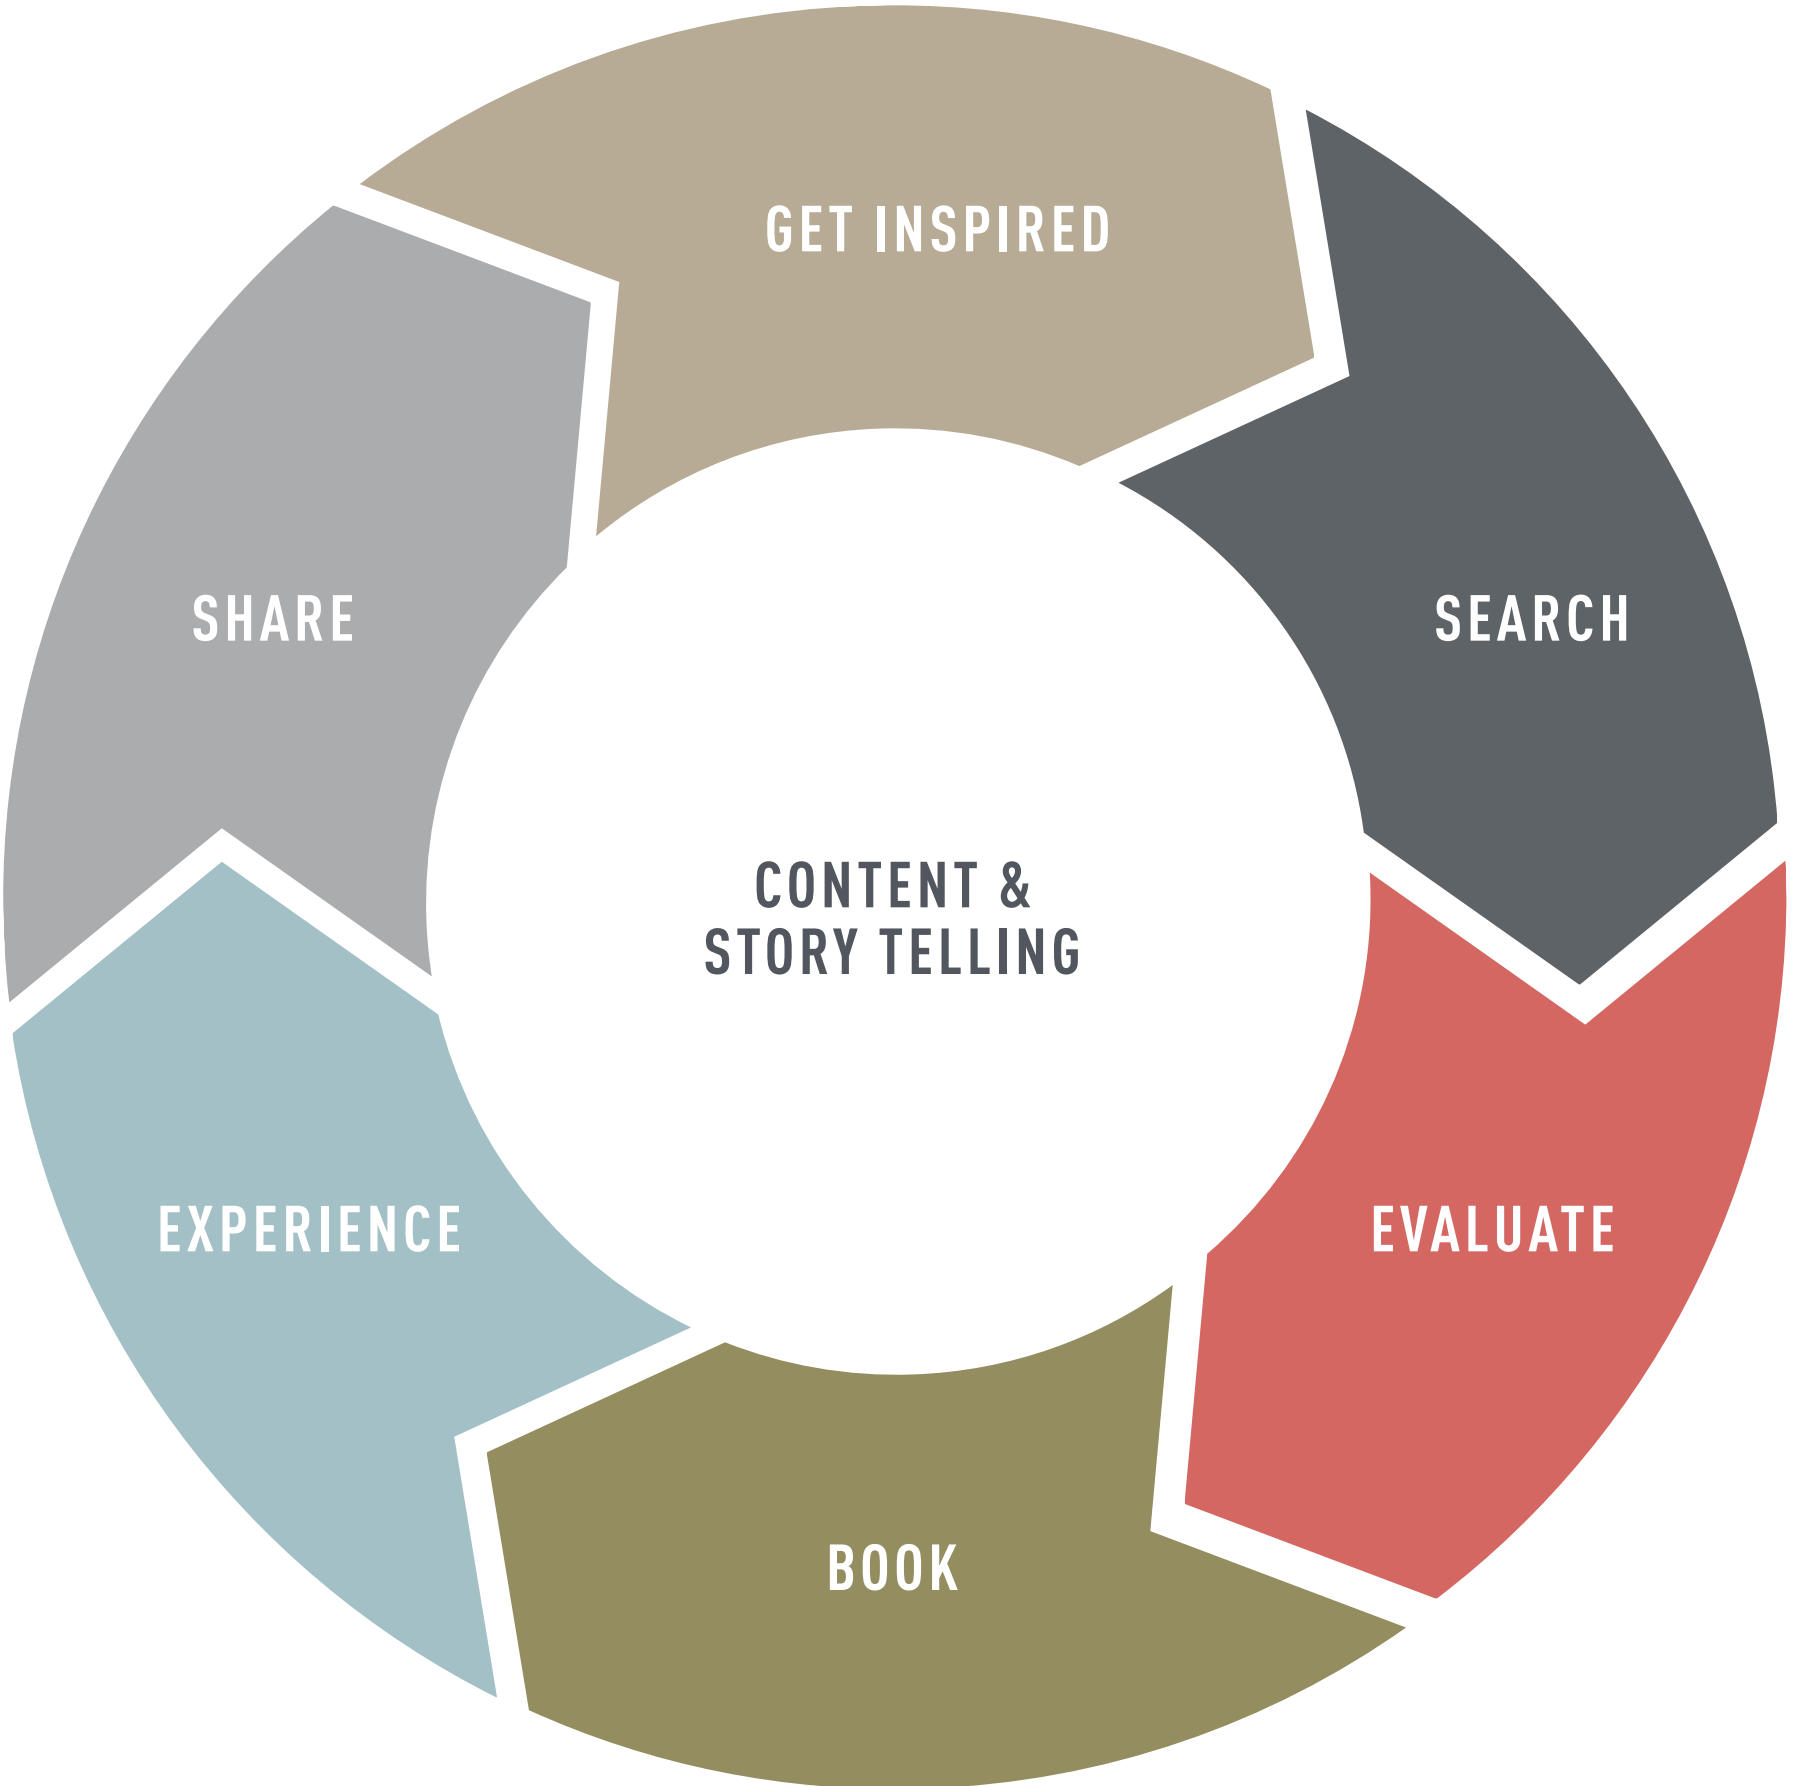 GET INSPIRED
SEARCH
EVALUATE
BOOK
EXPERIENCE
SHARE
CONTENT &
STORY TELLING